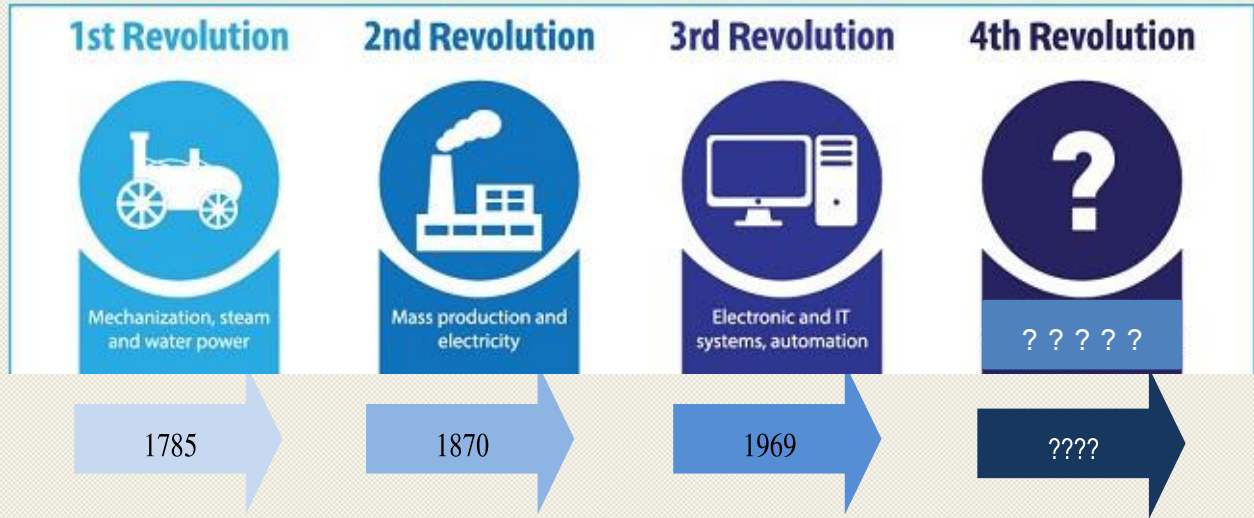 1st Revolution
2nd Revolution
3rd Revolution
4th Revolution
?
Mechanization, steam
and water power
Mass production and
electricity
Electronic and IT
systems, automation
? ? ? ? ?
1785
1870
1969
????